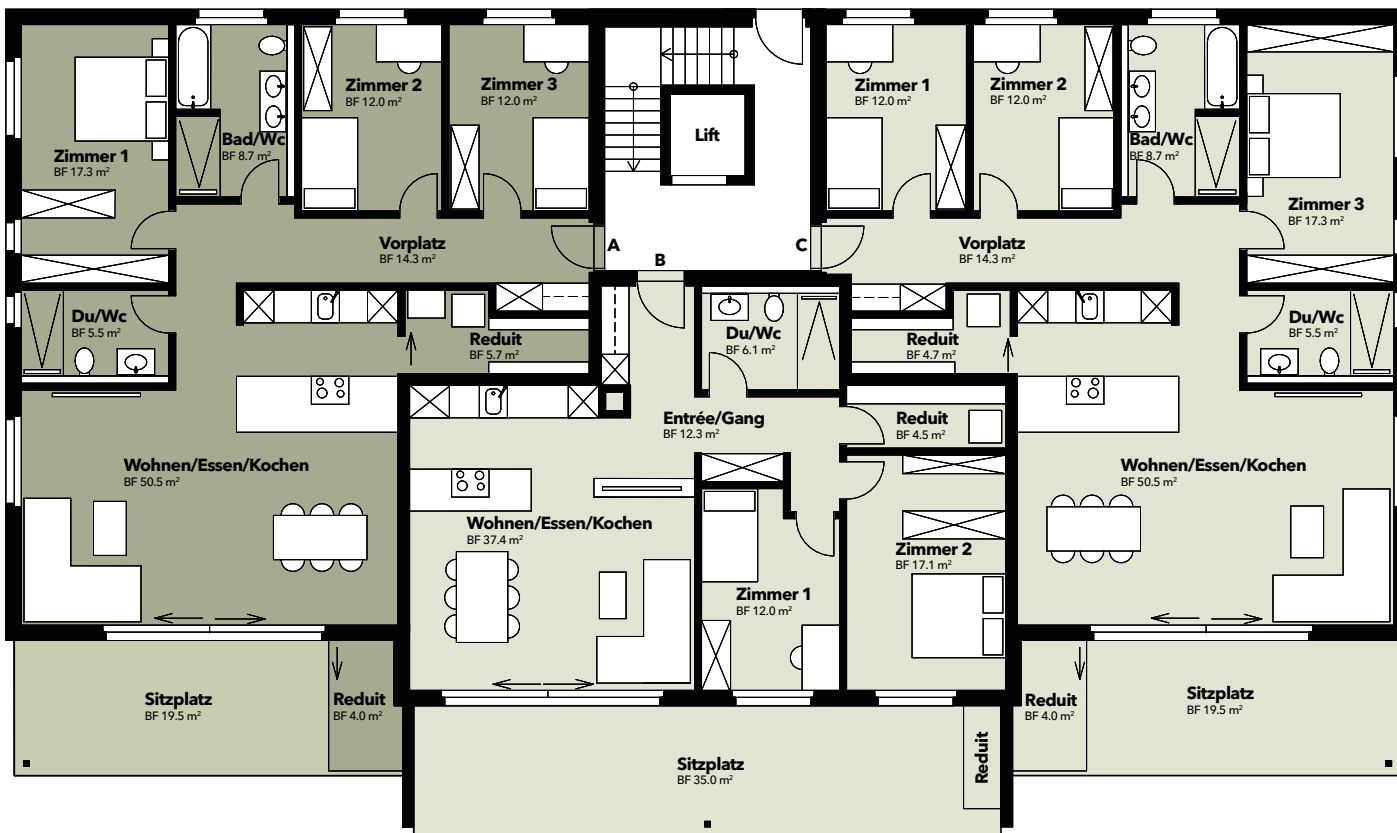 Zimmer 1
BF 17.3 m²
Bad/Wc
BF 8.7 m²
Zimmer 2
BF 12.0 m²
Zimmer 3
BF 12.0 m²
Vorplatz
BF 14.3 m²
Du/Wc
BF 5.5 m²
Reduit
BF 5.7 m²
Wohnen/Essen/Kochen
BF 50.5 m²
Sitzplatz
BF 19.5 m²
Reduit
BF 4.0 m²
Lift
A
B
C
Du/Wc
BF 6.1 m²
Entrée/Gang
BF 12.3 m²
Reduit
BF 4.5 m²
Wohnen/Essen/Kochen
BF 37.4 m²
Zimmer 1
BF 12.0 m²
Zimmer 2
BF 17.1 m²
Sitzplatz
BF 35.0 m²
Reduit
Zimmer 1
BF 12.0 m²
Zimmer 2
BF 12.0 m²
Bad/Wc
BF 8.7 m²
Zimmer 3
BF 17.3 m²
Vorplatz
BF 14.3 m²
Reduit
BF 4.7 m²
Du/Wc
BF 5.5 m²
Wohnen/Essen/Kochen
BF 50.5 m²
Reduit
BF 4.0 m²
Sitzplatz
BF 19.5 m²